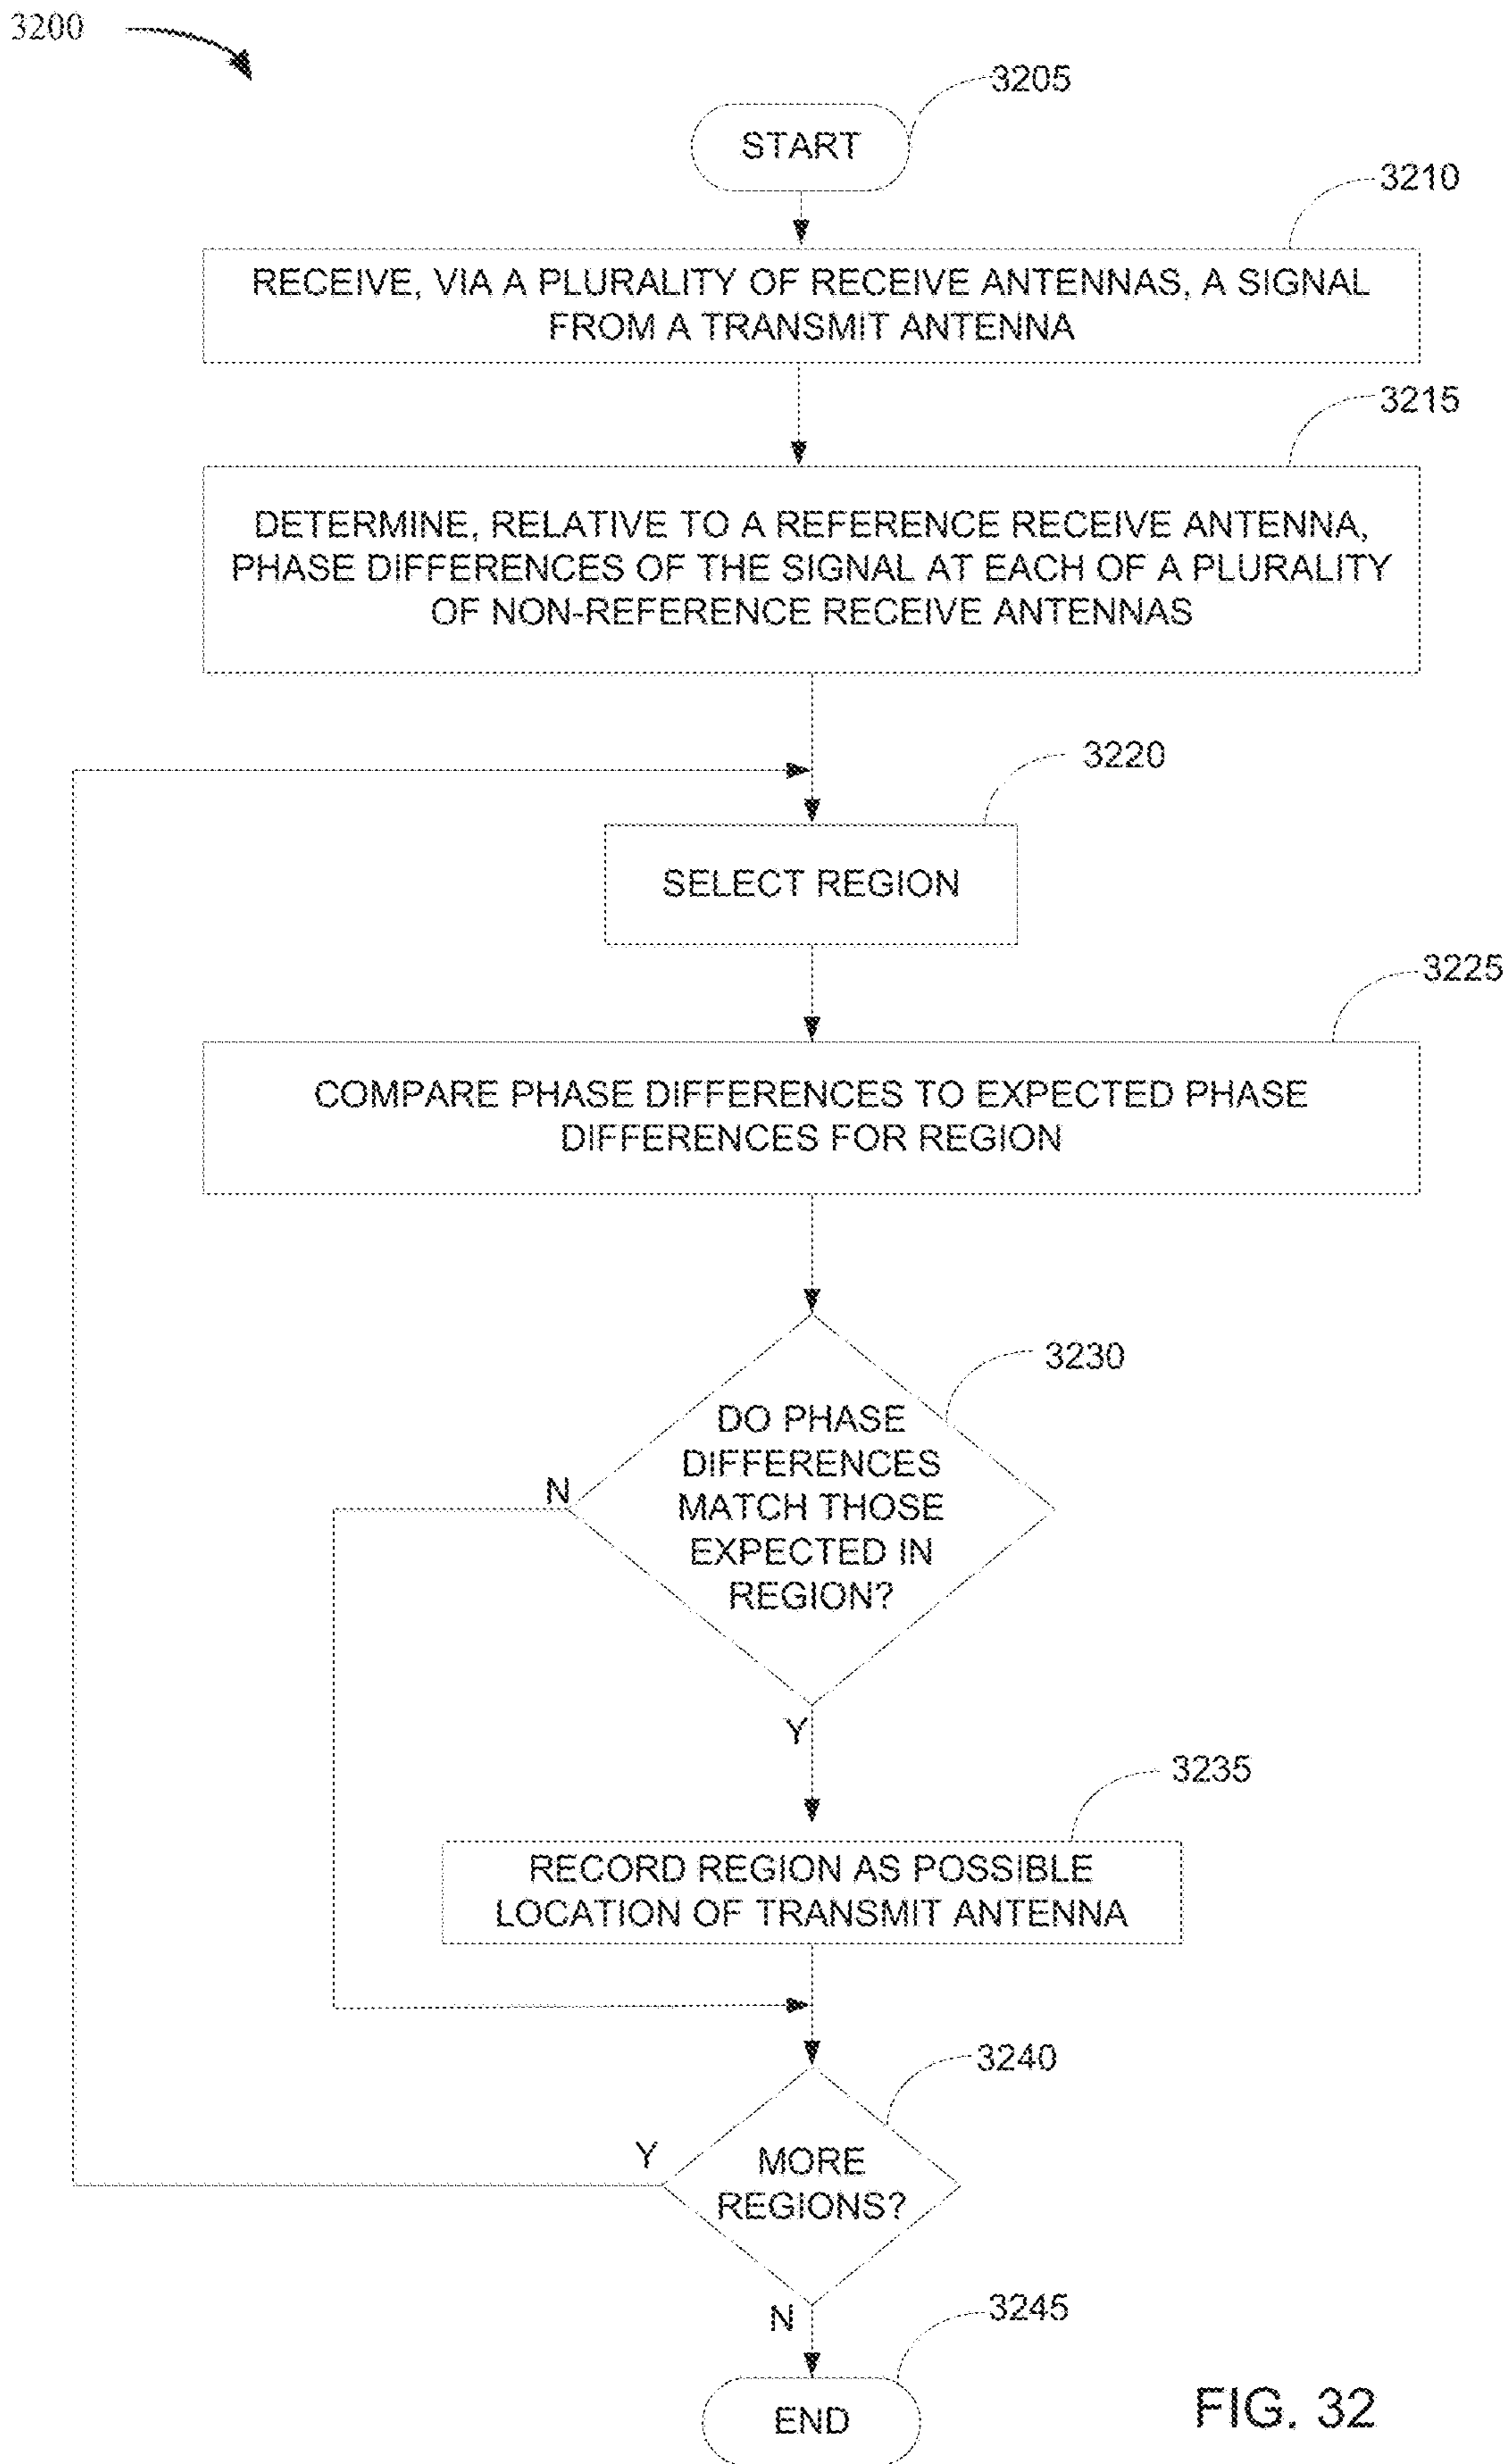 3200
3205
START
3210
RECEIVE, VIA A PLURALITY OF RECEIVE ANTENNAS, A SIGNAL
FROM A TRANSMIT ANTENNA
3215
DETERMINE, RELATIVE TO A REFERENCE RECEIVE ANTENNA,
PHASE DIFFERENCES OF THE SIGNAL AT EACH OF A PLURALITY
OF NON-REFERENCE RECEIVE ANTENNAS
3220
SELECT REGION
3225
COMPARE PHASE DIFFERENCES TO EXPECTED PHASE
DIFFERENCES FOR REGION
3230
DO PHASE
DIFFERENCES
MATCH THOSE
EXPECTED IN
REGION?
N
Y
3235
RECORD REGION AS POSSIBLE
LOCATION OF TRANSMIT ANTENNA
3240
MORE
REGIONS?
Y
N
3245
END
FIG. 32